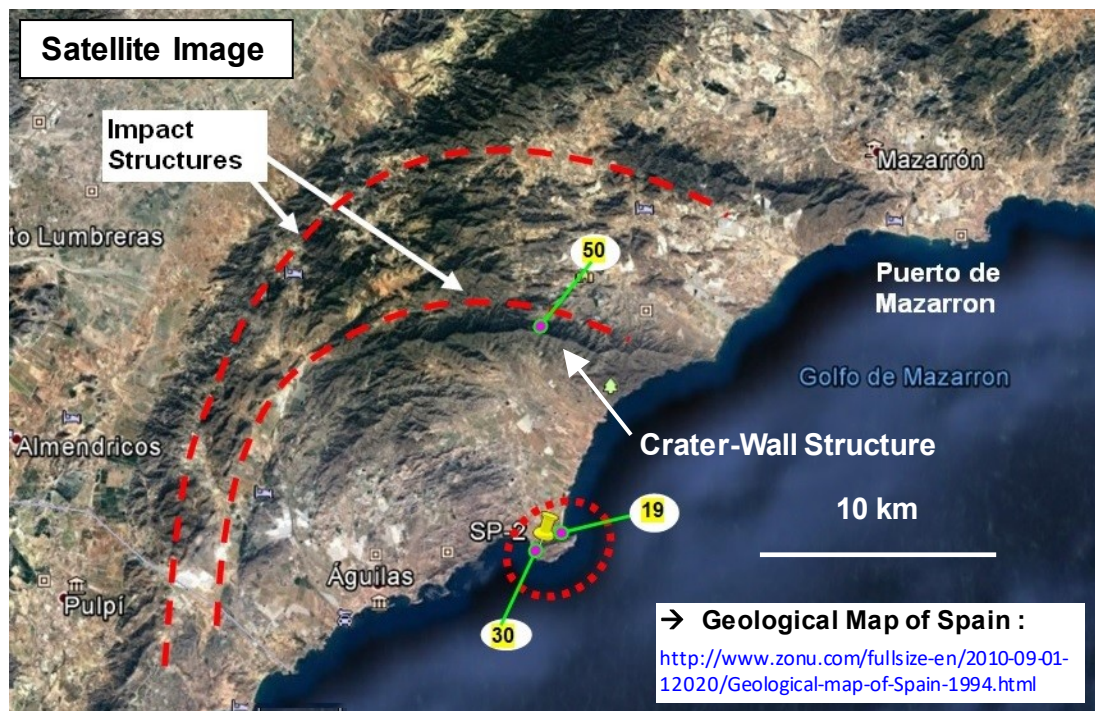 Satellite Image
Impact
Structures
Mazarrón
to Lumbreras
50
Puerto de
Mazarron
Golfo de Mazarron
Almendricos
Crater-Wall Structure
19
10 km
SP-2
Águilas
Pulpí
30
→ Geological Map of Spain :
http://www.zonu.com/fullsize-en/2010-09-01-
12020/Geological-map-of-Spain-1994.html